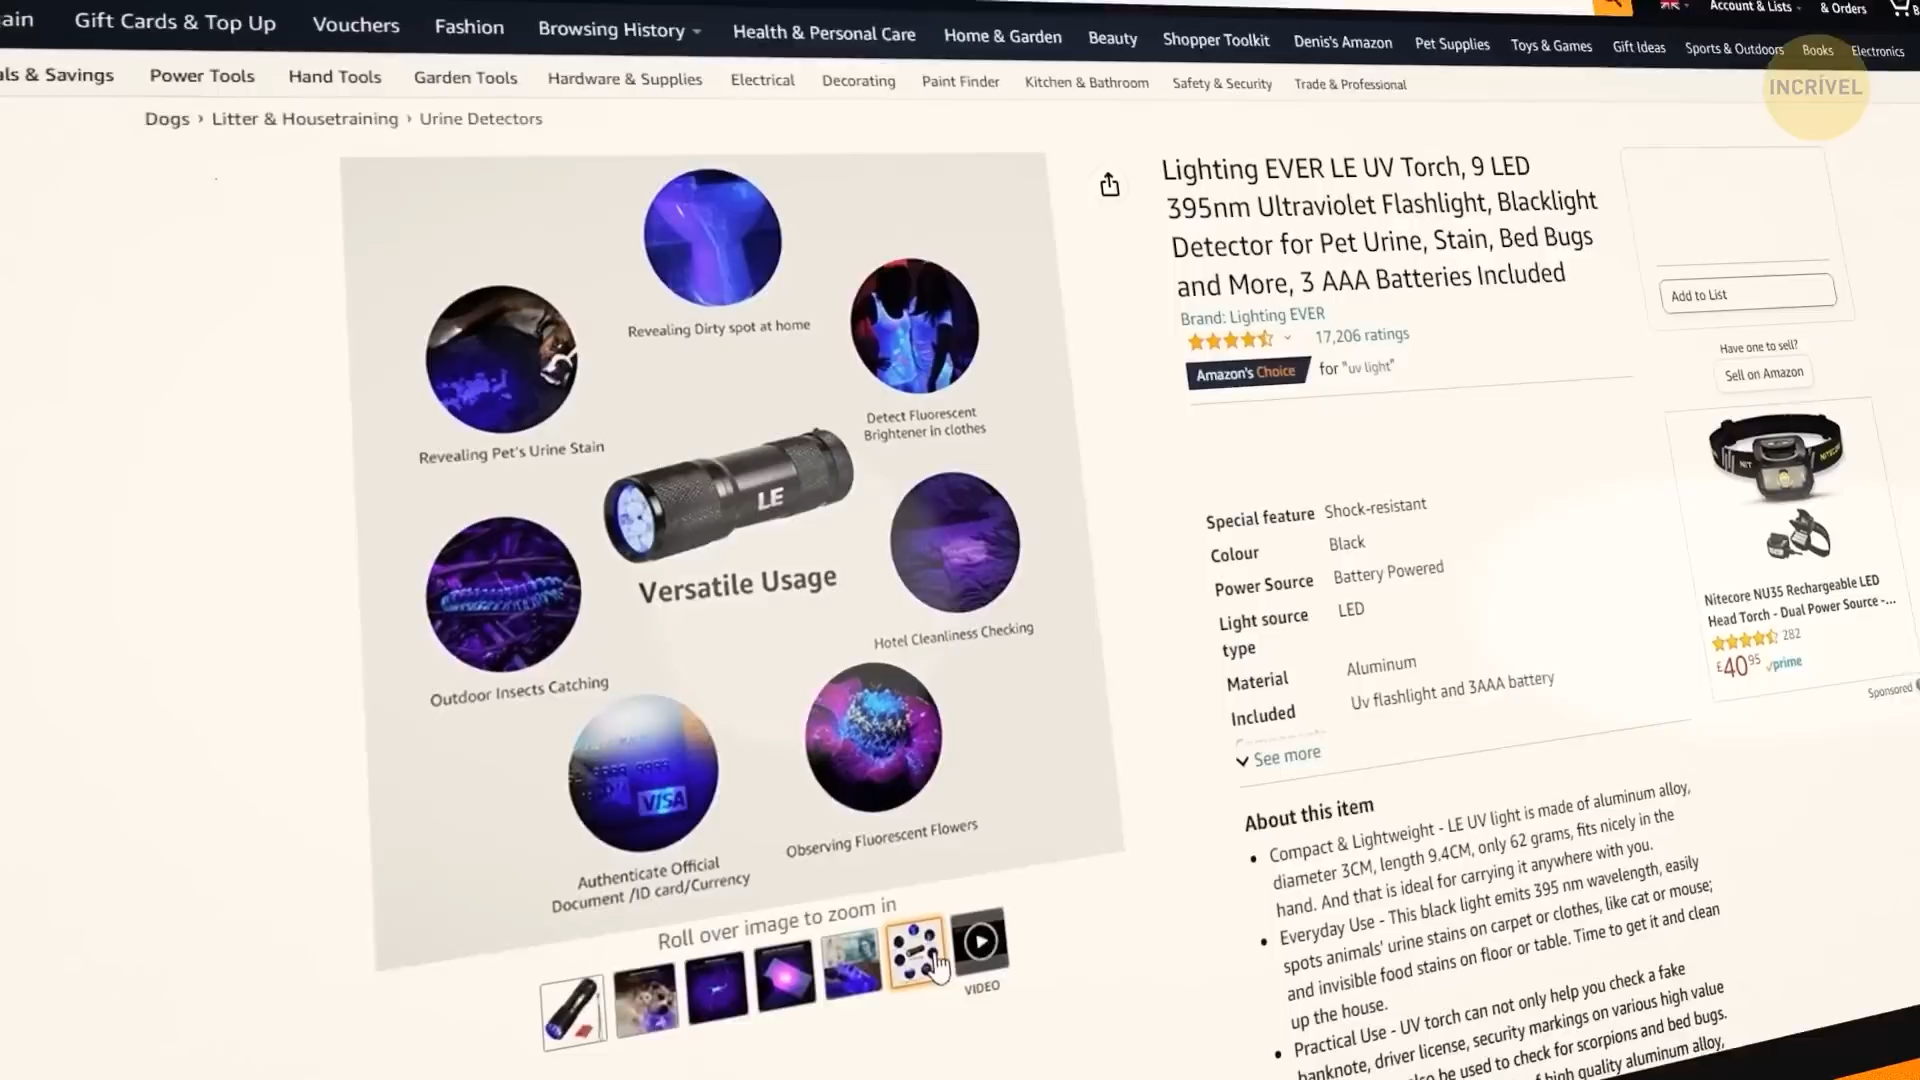 ain Gift Cards & Top Up Vouchers Fashion Browsing History Health & Personal Care Home & Garden Beauty Shopper Toolkit Denis's Amazon Pet Supplies Toys & Games Gift Ideas Sports & Outdoors Books Electronics
Account & Lists & Orders
als & Savings Power Tools Hand Tools Garden Tools Hardware & Supplies Electrical Decorating Paint Finder Kitchen & Bathroom Safety & Security Trade & Professional
INCRÍVEL
Dogs › Litter & Housetraining › Urine Detectors
Revealing Dirty spot at home
Detect Fluorescent
Brightener in clothes
Revealing Pet's Urine Stain
LE
Versatile Usage
Hotel Cleanliness Checking
Outdoor Insects Catching
9999
VISA
Observing Fluorescent Flowers
Authenticate Official
Document /ID card/Currency
Roll over image to zoom in
VIDEO
Lighting EVER LE UV Torch, 9 LED
395nm Ultraviolet Flashlight, Blacklight
Detector for Pet Urine, Stain, Bed Bugs
and More, 3 AAA Batteries Included
Brand: Lighting EVER
17,206 ratings
Amazon's Choice for "uv light"
Special feature Shock-resistant
Colour Black
Power Source Battery Powered
Light source LED
type
Material Aluminum
Included Uv flashlight and 3AAA battery
See more
About this item
• Compact & Lightweight - LE UV light is made of aluminum alloy,
diameter 3CM, length 9.4CM, only 62 grams, fits nicely in the
hand. And that is ideal for carrying it anywhere with you.
• Everyday Use - This black light emits 395 nm wavelength, easily
spots animals' urine stains on carpet or clothes, like cat or mouse;
and invisible food stains on floor or table. Time to get it and clean
up the house.
• Practical Use - UV torch can not only help you check a fake
banknote, driver license, security markings on various high value
be used to check for scorpions and bed bugs.
high quality aluminum alloy,
Add to List
Have one to sell?
Sell on Amazon
NIT
Nitecore NU35 Rechargeable LED
Head Torch - Dual Power Source -...
282
£40 95 prime
Sponsored